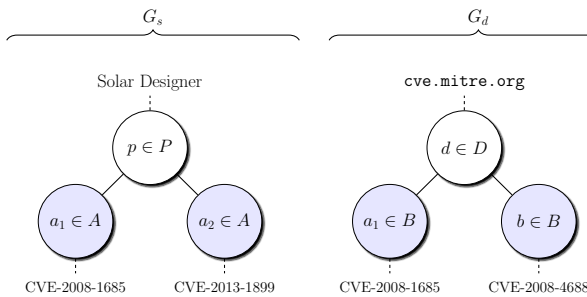 G_s G_d
Solar Designer cve.mitre.org
p ∈ P d ∈ D
a_1 ∈ A a_2 ∈ A a_1 ∈ B b ∈ B
CVE-2008-1685 CVE-2013-1899 CVE-2008-1685 CVE-2008-4688